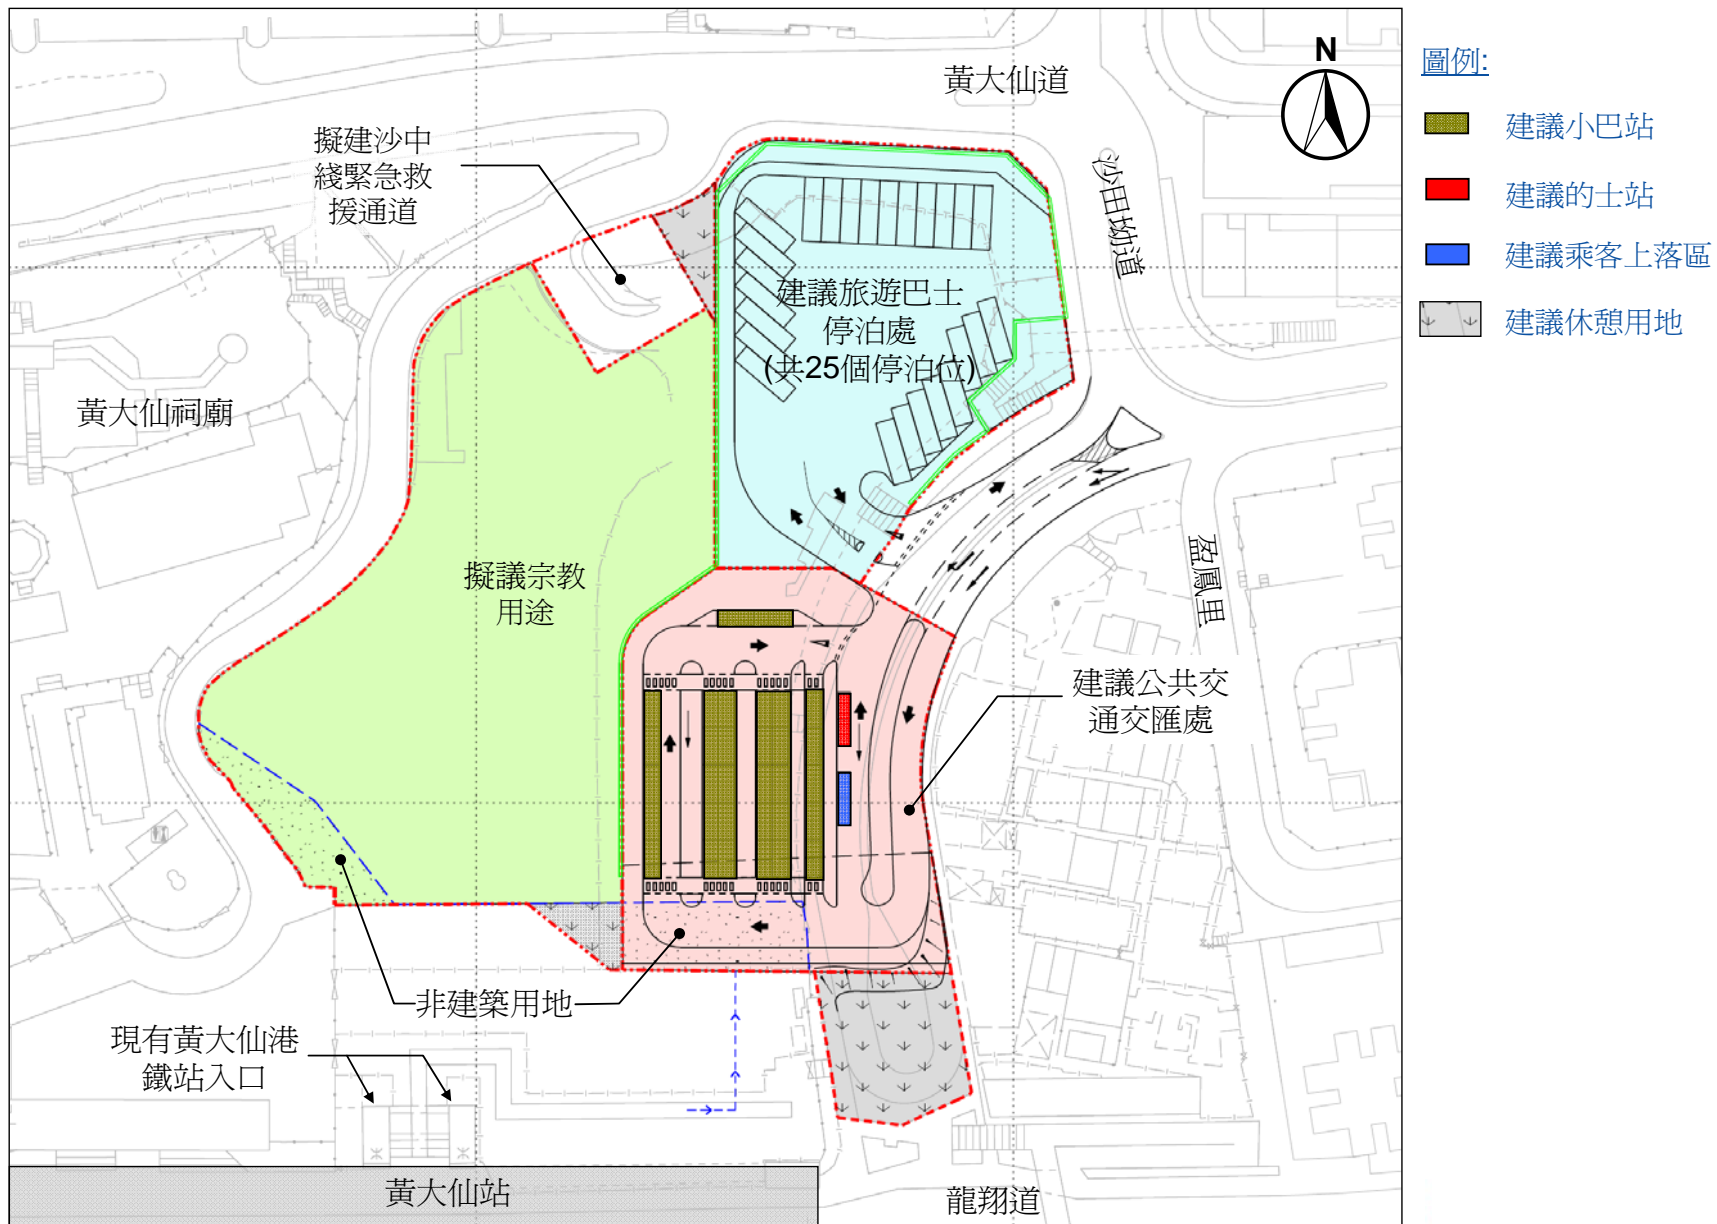 黃大仙道
N
圖例:
建議小巴站
建議的士站
建議乘客上落區
建議休憩用地
擬建沙中
綫緊急救
援通道
沙田坳道
建議旅遊巴士
停泊處
(共25個停泊位)
黃大仙祠廟
擬議宗教
用途
盈鳳里
建議公共交
通交匯處
非建築用地
現有黃大仙港
鐵站入口
黃大仙站
龍翔道